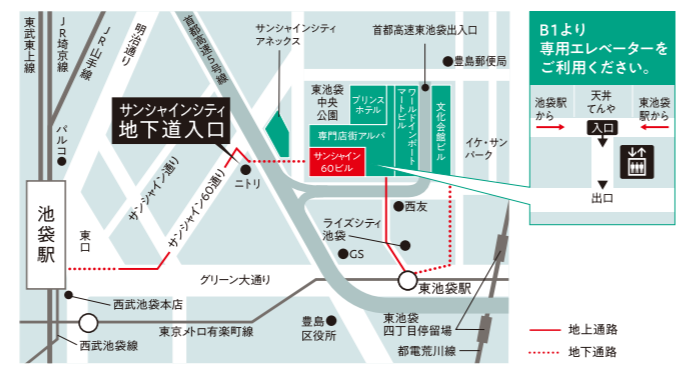 東武東上線
JR埼京線
JR山手線
明治通り
首都高速5号線
サンシャインシティ
アネックス
首都高速東池袋出入口
豊島郵便局
東池袋
中央
公園
プリンス
ホテル
ワールドインポート
マートビル
文化会館ビル
専門店街アルパ
サンシャイン
60ビル
イケ・サン
パーク
サンシャインシティ
地下道入口
パルコ
ニトリ
サンシャイン通り
サンシャイン60通り
池袋駅
東口
西友
ライズシティ
池袋
GS
グリーン大通り
東池袋駅
西武池袋本店
東京メトロ有楽町線
西武池袋線
豊島
区役所
東池袋
四丁目停留場
都電荒川線
B1より
専用エレベーターを
ご利用ください。
池袋駅
から
天丼
てんや
東池袋
駅から
入口
出口
地上通路
地下通路